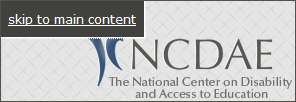 skip to main content
NCDAE
The National Center on Disability
and Access to Education